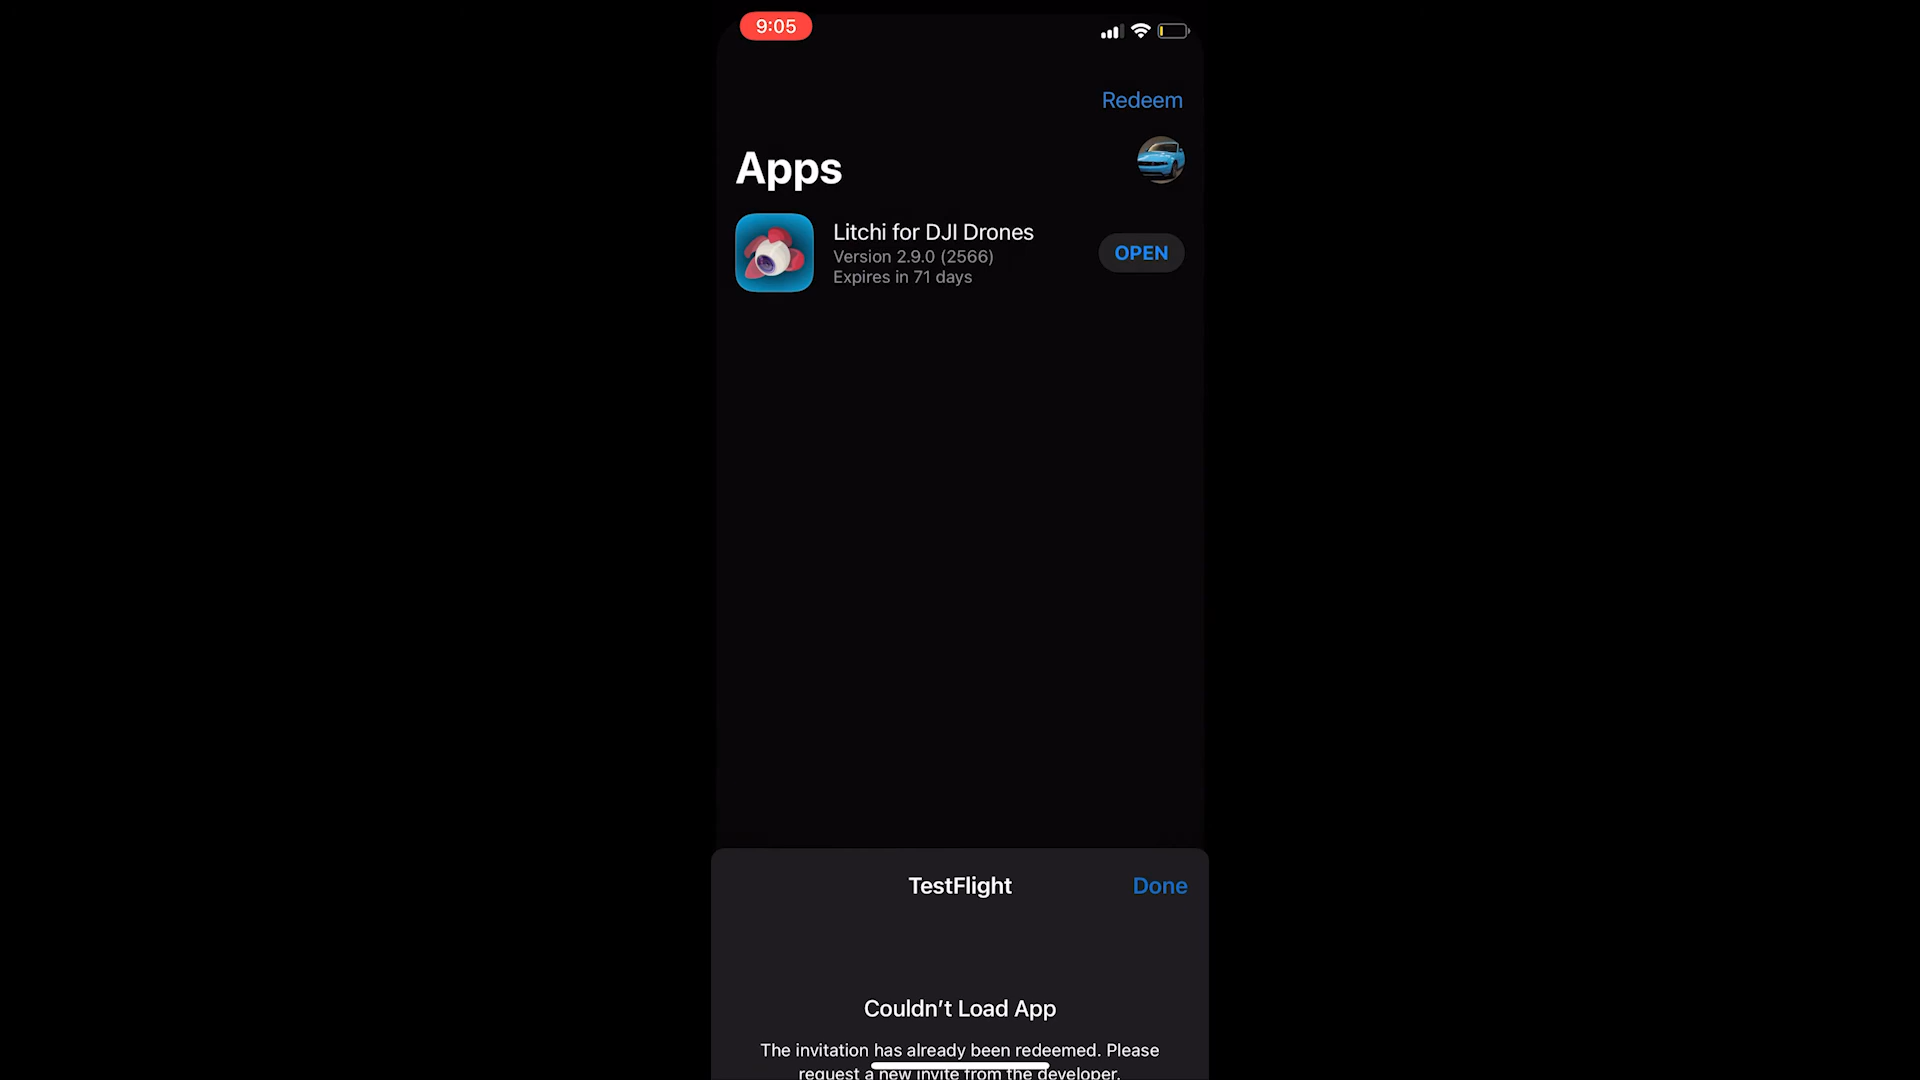 9:05
Redeem
Apps
Litchi for DJI Drones
Version 2.9.0 (2566)
Expires in 71 days
OPEN
TestFlight
Done
Couldn't Load App
The invitation has already been redeemed. Please
request a new invite from the developer.